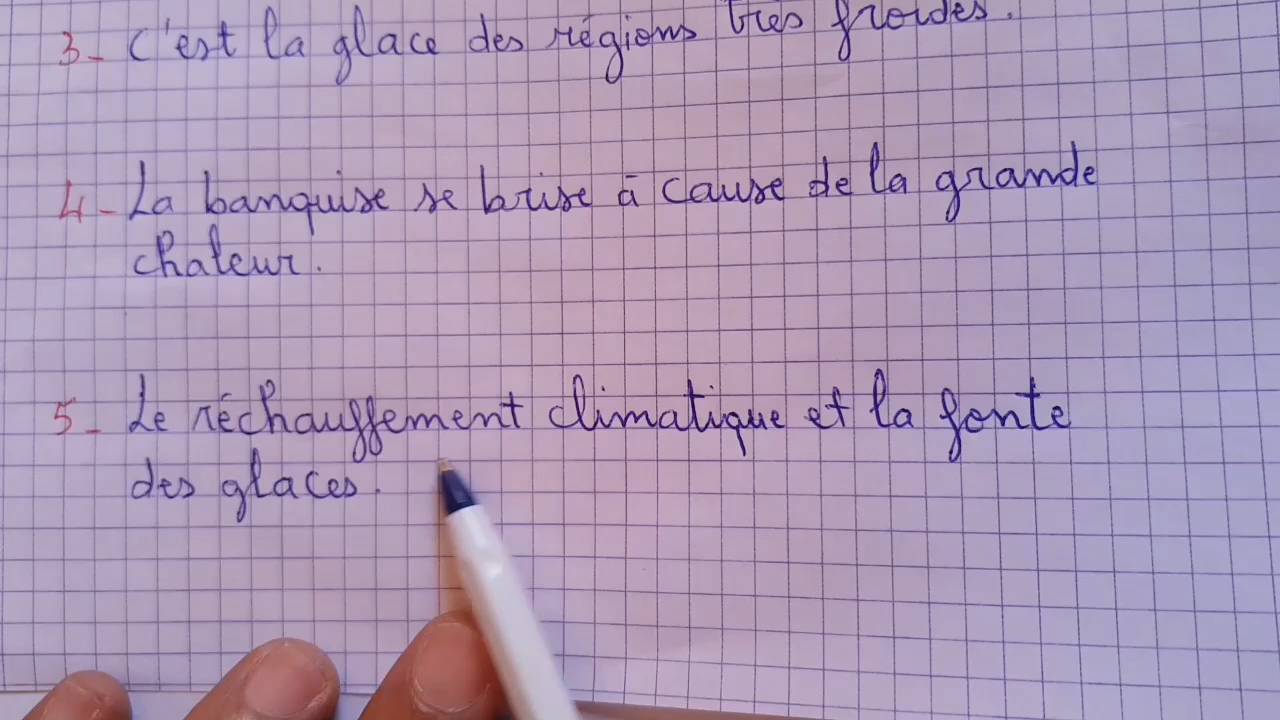 3- C'est la glace des régions très froides.
4- La banquise se brise à cause de la grande
chaleur.
5- Le réchauffement climatique et la fonte
des glaces.